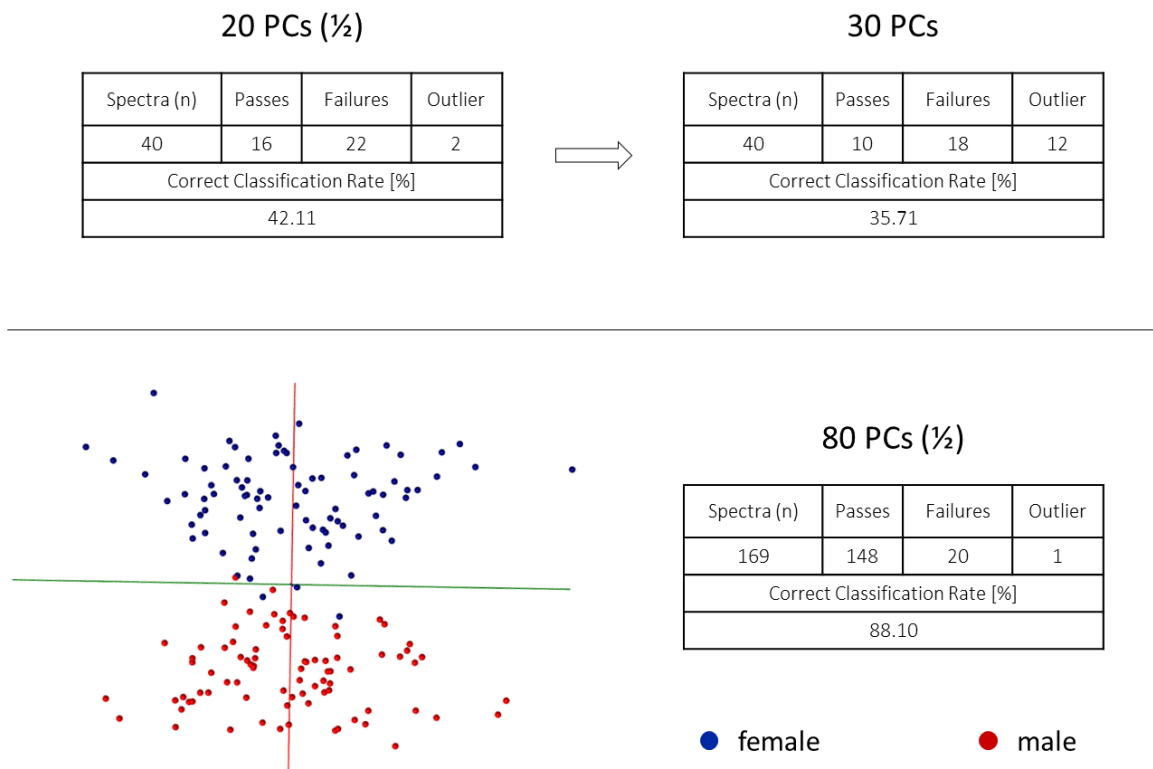 20 PCs (½)
30 PCs
Spectra (n) Passes Failures Outlier
40 16 22 2
Correct Classification Rate [%]
42.11
Spectra (n) Passes Failures Outlier
40 10 18 12
Correct Classification Rate [%]
35.71
80 PCs (½)
Spectra (n) Passes Failures Outlier
169 148 20 1
Correct Classification Rate [%]
88.10
female
male